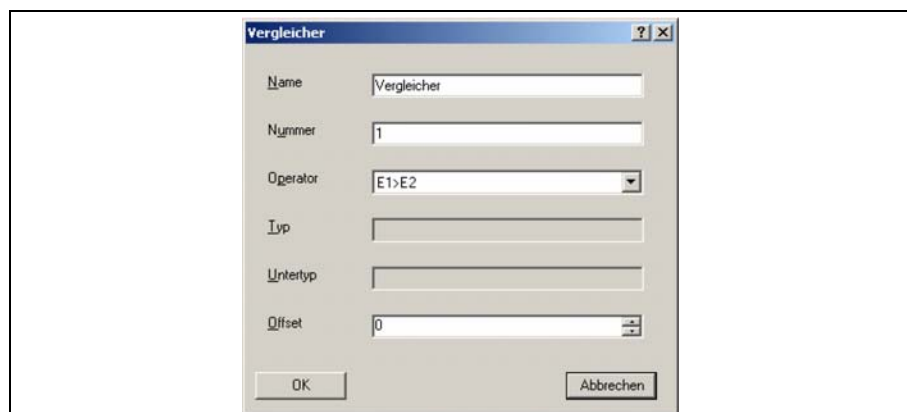 Vergleicher
Name Vergleicher
Nummer 1
Operator E1>E2
Typ
Untertyp
Offset 0
OK Abbrechen